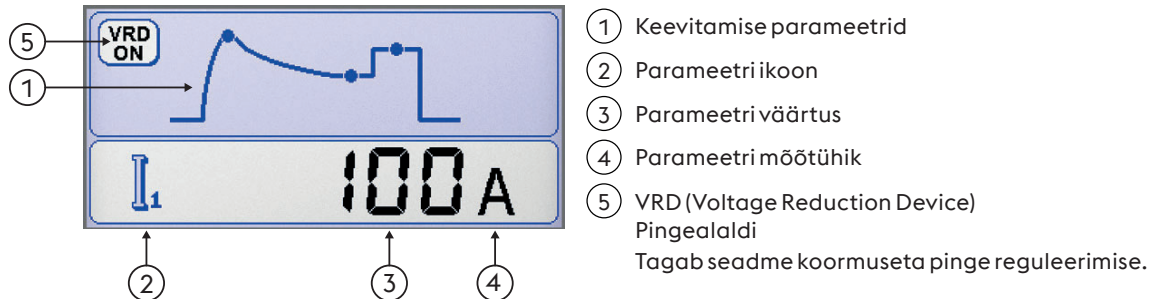 VRD
ON
5
1
I1
100 A
2
3
4
1 Keevitamise parameetrid
2 Parameetri ikoon
3 Parameetri väärtus
4 Parameetri mõõtühik
5 VRD (Voltage Reduction Device)
Pingealaldi
Tagab seadme koormuseta pinge reguleerimise.